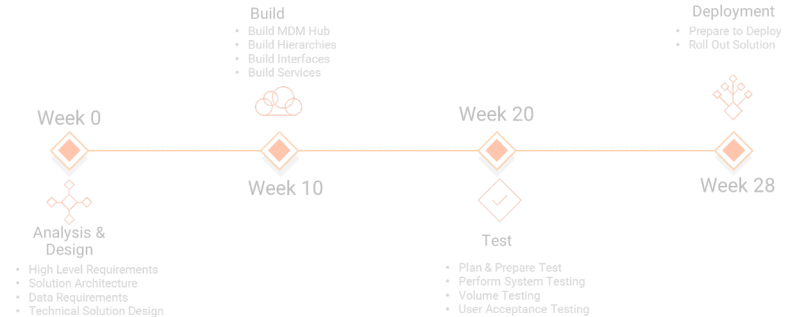 Week 0
Analysis &
Design
• High Level Requirements
• Solution Architecture
• Data Requirements
• Technical Solution Design
Build
• Build MDM Hub
• Build Hierarchies
• Build Interfaces
• Build Services
Week 10
Week 20
Test
• Plan & Prepare Test
• Perform System Testing
• Volume Testing
• User Acceptance Testing
Deployment
• Prepare to Deploy
• Roll Out Solution
Week 28